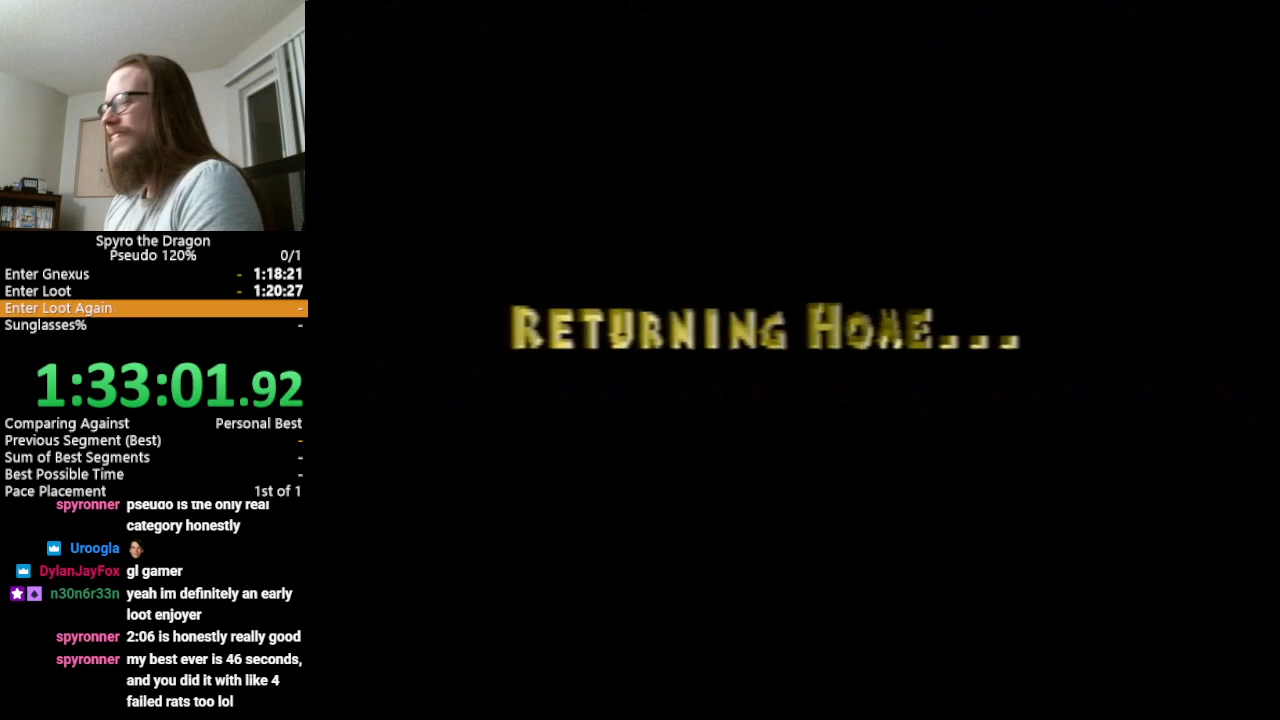 Spyro the Dragon
Pseudo 120% 0/1
Enter Gnexus - 1:18:21
Enter Loot - 1:20:27
Enter Loot Again -
Sunglasses% -
1:33:01.92
Comparing Against Personal Best
Previous Segment (Best) -
Sum of Best Segments -
Best Possible Time -
Pace Placement 1st of 1
spyronner pseudo is the only real
category honestly
Uroogla
DylanJayFox gl gamer
n30n6r33n yeah im definitely an early
loot enjoyer
spyronner 2:06 is honestly really good
spyronner my best ever is 46 seconds,
and you did it with like 4
failed rats too lol
Returning Home...